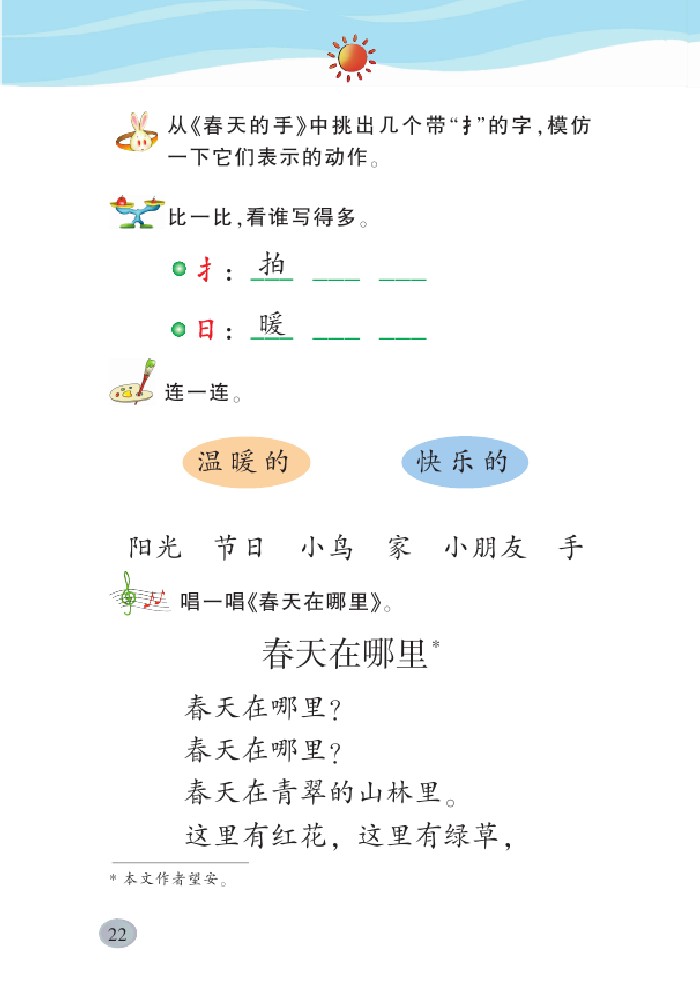 从《春天的手》中挑出几个带“扌”的字，模仿
一下它们表示的动作。
比一比，看谁写得多。
扌：拍 ___ ___
日：暖 ___ ___
连一连。
温暖的 快乐的
阳光 节日 小鸟 家 小朋友 手
唱一唱《春天在哪里》。
春天在哪里*
春天在哪里？
春天在哪里？
春天在青翠的山林里。
这里有红花，这里有绿草，
* 本文作者望安。
22